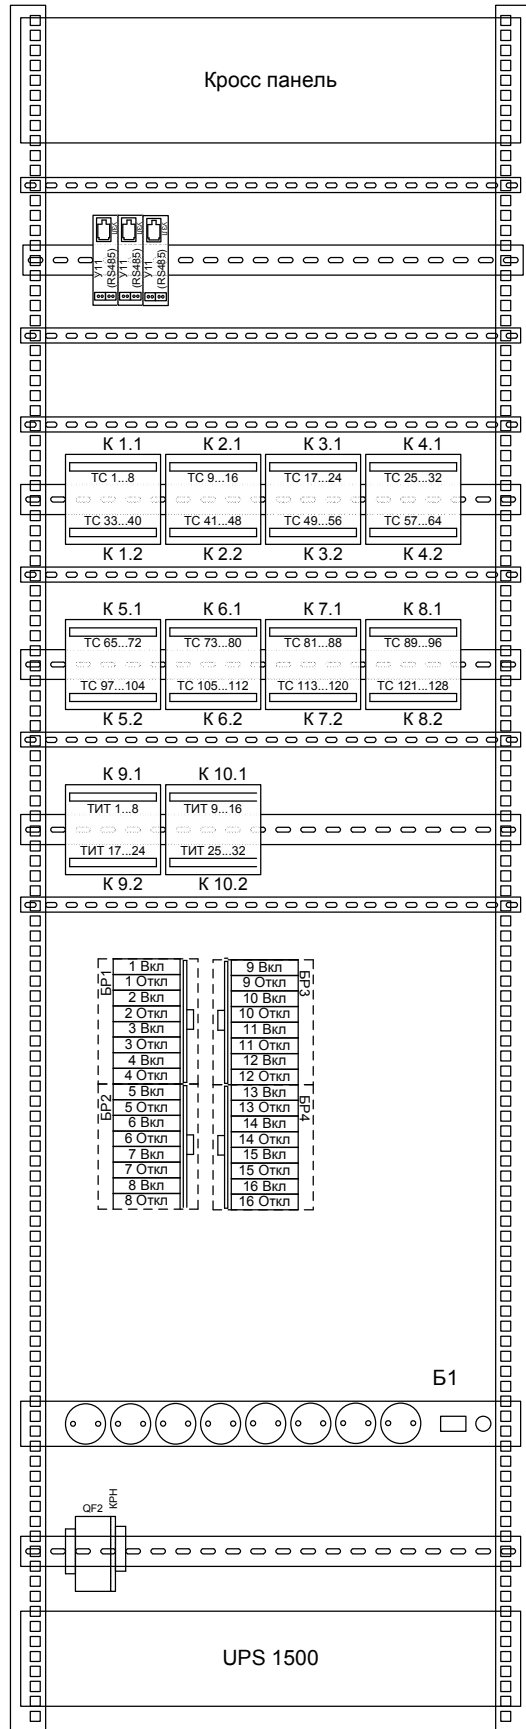 Кросс панель
У11 У11 У11
(RS485) (RS485) (RS485)
К 1.1 К 2.1 К 3.1 К 4.1
ТС 1...8 ТС 9...16 ТС 17...24 ТС 25...32
ТС 33...40 ТС 41...48 ТС 49...56 ТС 57...64
К 1.2 К 2.2 К 3.2 К 4.2
К 5.1 К 6.1 К 7.1 К 8.1
ТС 65...72 ТС 73...80 ТС 81...88 ТС 89...96
ТС 97...104 ТС 105...112 ТС 113...120 ТС 121...128
К 5.2 К 6.2 К 7.2 К 8.2
К 9.1 К 10.1
ТИТ 1...8 ТИТ 9...16
ТИТ 17...24 ТИТ 25...32
К 9.2 К 10.2
БР1
1 Вкл
1 Откл
2 Вкл
2 Откл
3 Вкл
3 Откл
4 Вкл
4 Откл
БР2
5 Вкл
5 Откл
6 Вкл
6 Откл
7 Вкл
7 Откл
8 Вкл
8 Откл
БР3
9 Вкл
9 Откл
10 Вкл
10 Откл
11 Вкл
11 Откл
12 Вкл
12 Откл
БР4
13 Вкл
13 Откл
14 Вкл
14 Откл
15 Вкл
15 Откл
16 Вкл
16 Откл
Б1
QF2 КРН
UPS 1500